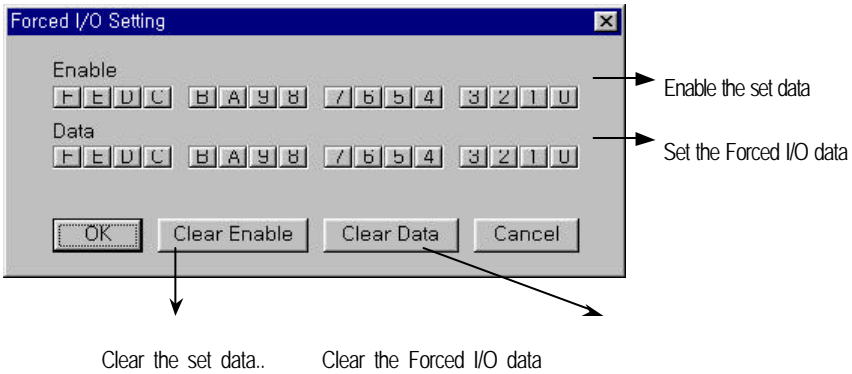 Forced I/O Setting
Enable
F E D C B A 9 8 7 6 5 4 3 2 1 0
Enable the set data
Data
F E D C B A 9 8 7 6 5 4 3 2 1 0
Set the Forced I/O data
OK Clear Enable Clear Data Cancel
Clear the set data.. Clear the Forced I/O data